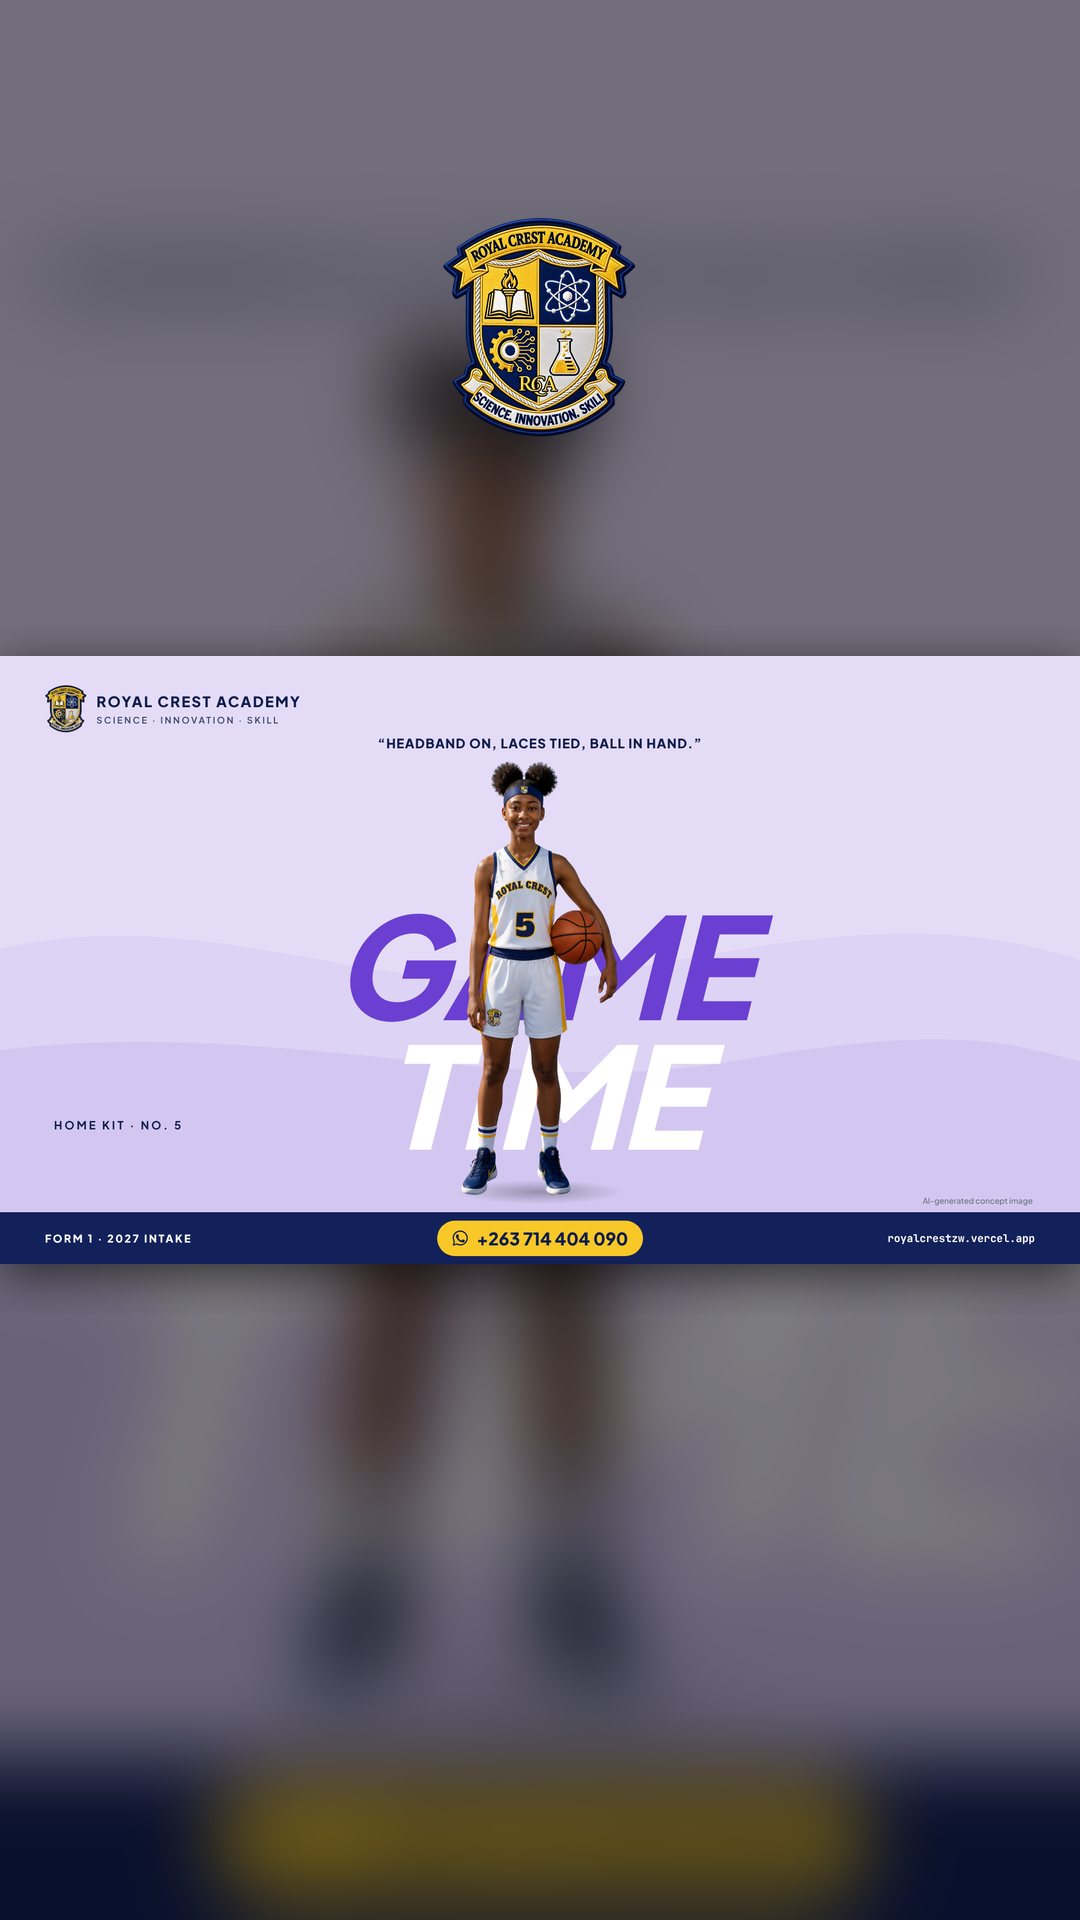 ROYAL CREST ACADEMY
RCA
SCIENCE. INNOVATION. SKILL
ROYAL CREST ACADEMY
SCIENCE · INNOVATION · SKILL
“HEADBAND ON, LACES TIED, BALL IN HAND.”
ROYAL CREST
5
GAME
TIME
HOME KIT · NO. 5
AI-generated concept image
FORM 1 · 2027 INTAKE
+263 714 404 090
royalcrestzw.vercel.app